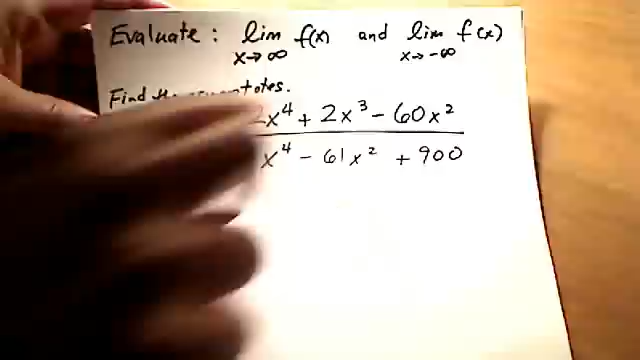 Evaluate : lim f(x) and lim f(x)
x→∞ x→-∞
Find
x⁴ + 2x³ - 60x²
x⁴ - 61x² + 900